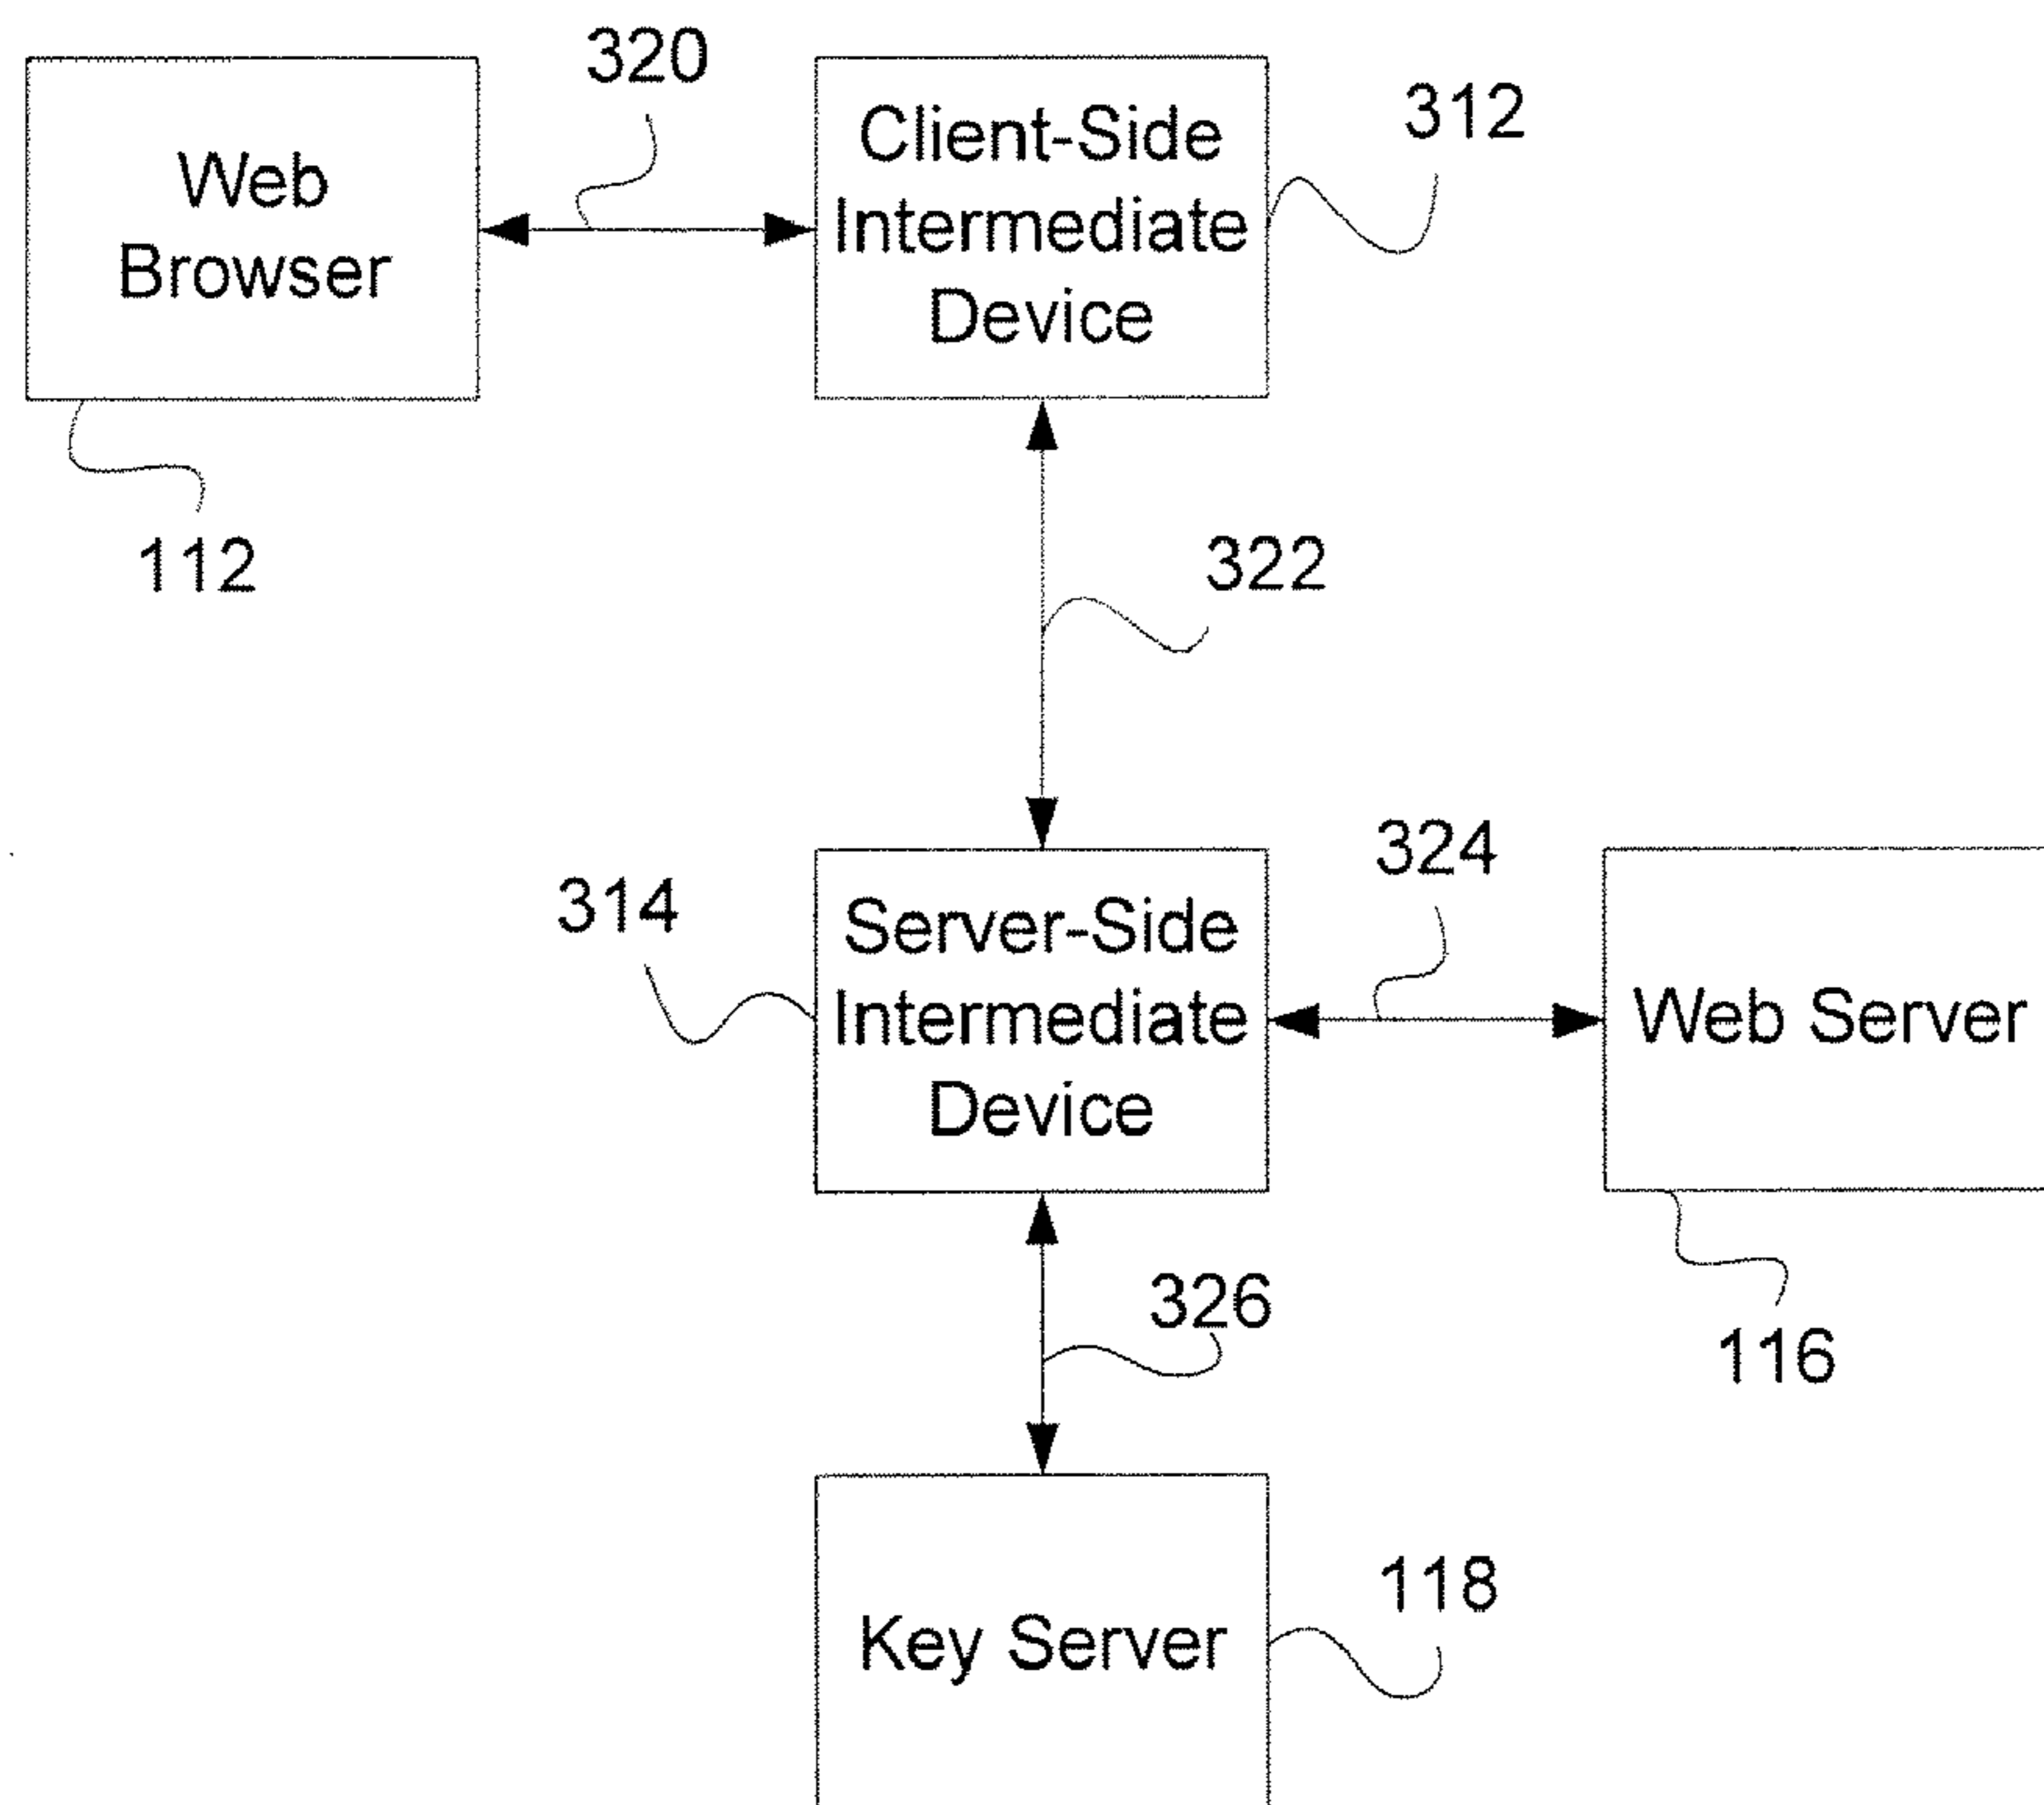 320
Client-Side
Intermediate
Device
312
Web
Browser
112
322
324
314
Server-Side
Intermediate
Device
Web Server
326
116
118
Key Server